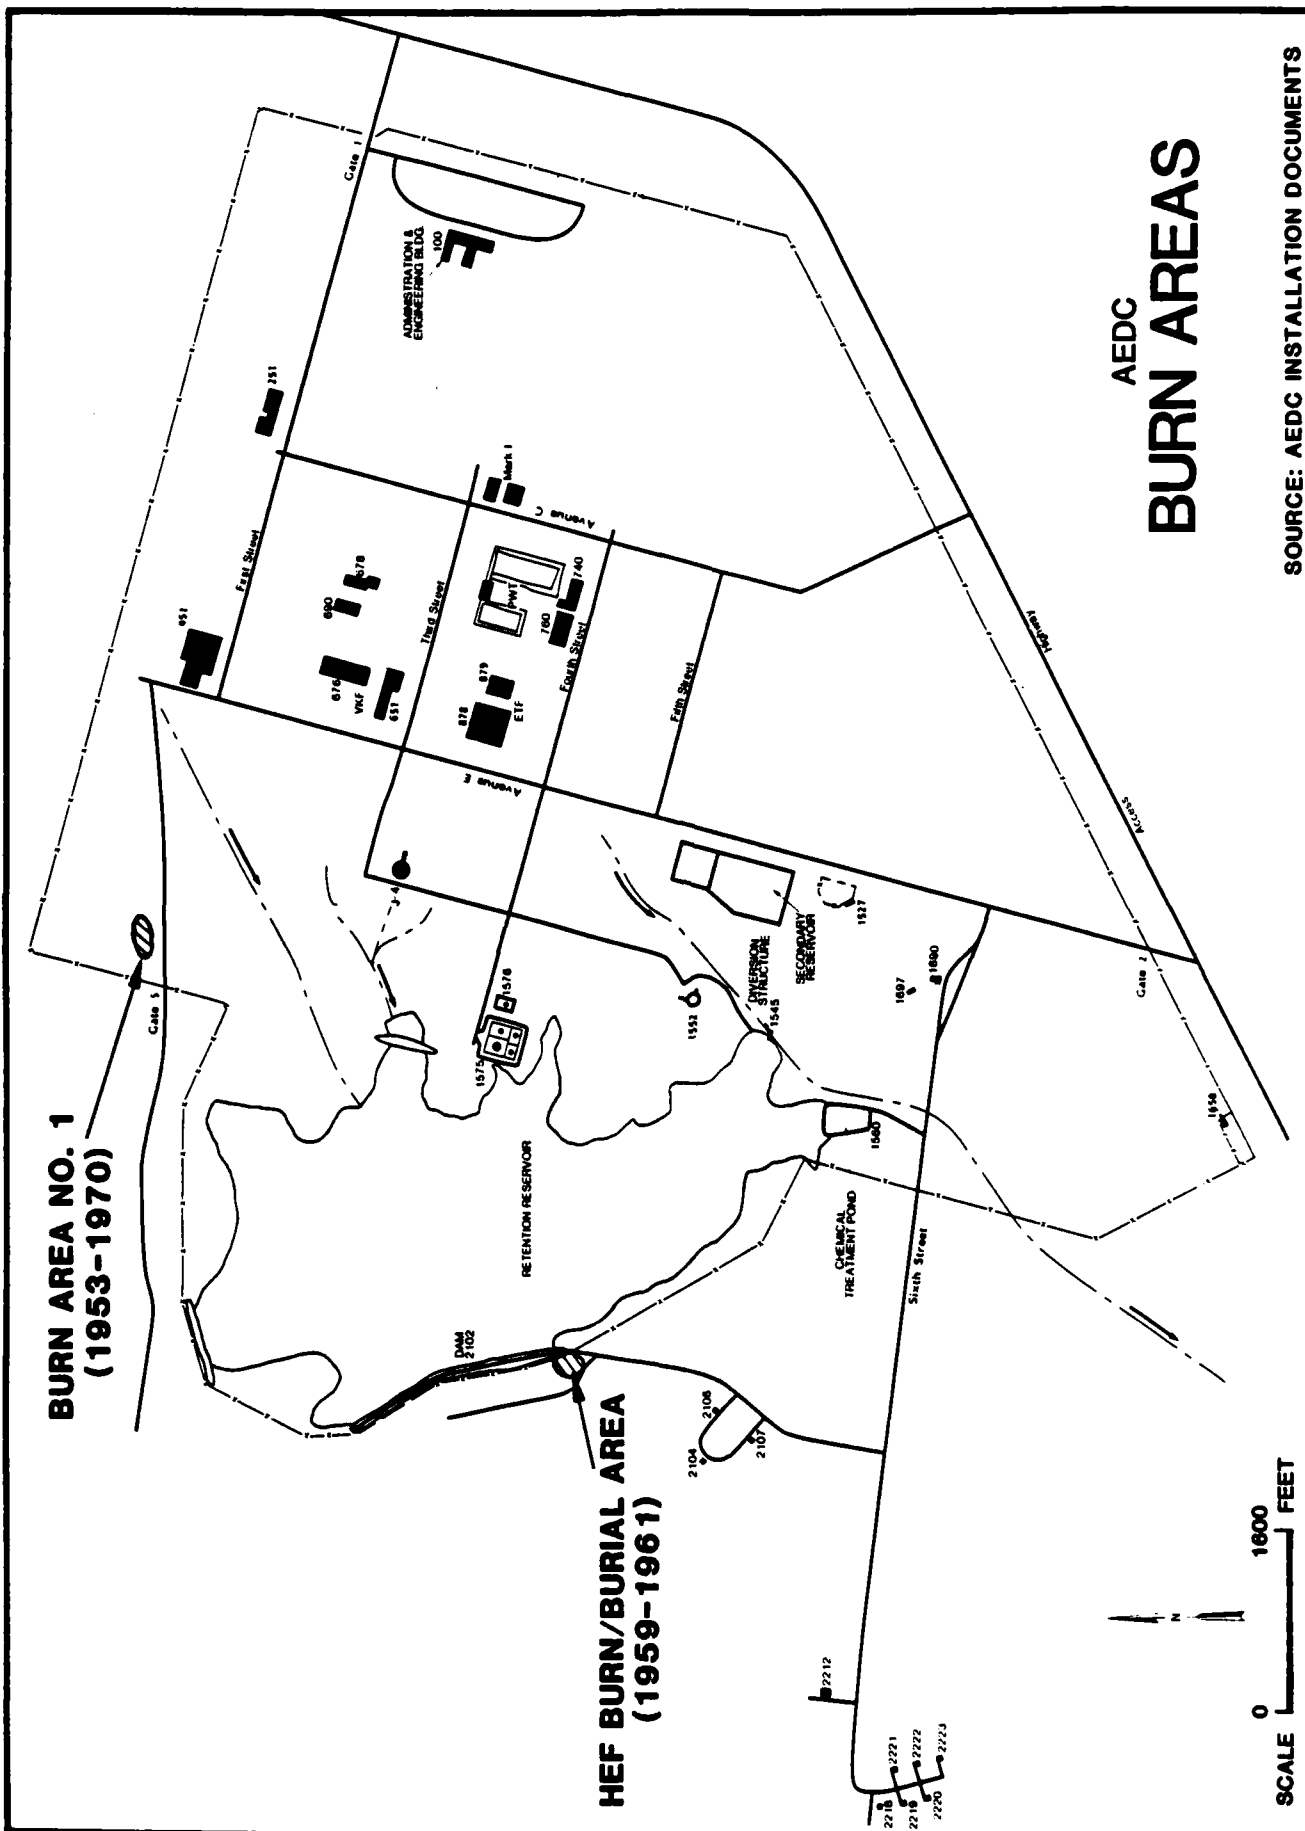 BURN AREA NO. 1
(1953-1970)
HEF BURN/BURIAL AREA
(1959-1961)
AEDC
BURN AREAS
SOURCE: AEDC INSTALLATION DOCUMENTS
SCALE 0 1600 FEET
N
Gate 1
Gate 5
Gate 2
ADMINISTRATION &
ENGINEERING BLDG.
100
251
First Street
651
690
678
676
VKF
651
Third Street
Mark I
Avenue C
PWT
740
760
Fourth Street
879
878
ETF
Avenue E
Fifth Street
J-4
1576
1575
1552
DIVERSION
STRUCTURE
1545
SECONDARY
RESERVOIR
1527
1697
1690
1560
CHEMICAL
TREATMENT POND
Sixth Street
Access
Highway
RETENTION RESERVOIR
DAM
2102
2106
2104
2107
2212
2221
2222
2223
2218
2219
2220